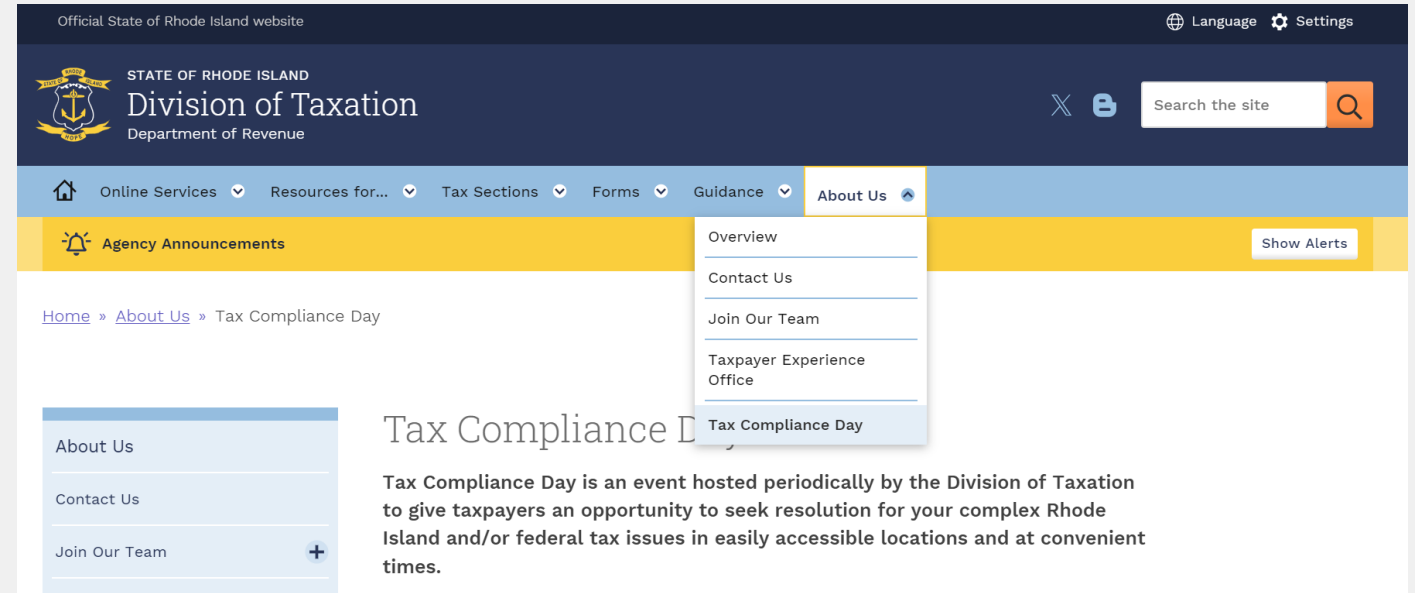 Official State of Rhode Island website
Language
Settings
STATE OF RHODE ISLAND
Division of Taxation
Department of Revenue
Search the site
Online Services
Resources for...
Tax Sections
Forms
Guidance
About Us
Agency Announcements
Show Alerts
Overview
Contact Us
Join Our Team
Taxpayer Experience
Office
Tax Compliance Day
Home » About Us » Tax Compliance Day
About Us
Contact Us
Join Our Team
Tax Compliance D
Tax Compliance Day is an event hosted periodically by the Division of Taxation
to give taxpayers an opportunity to seek resolution for your complex Rhode
Island and/or federal tax issues in easily accessible locations and at convenient
times.